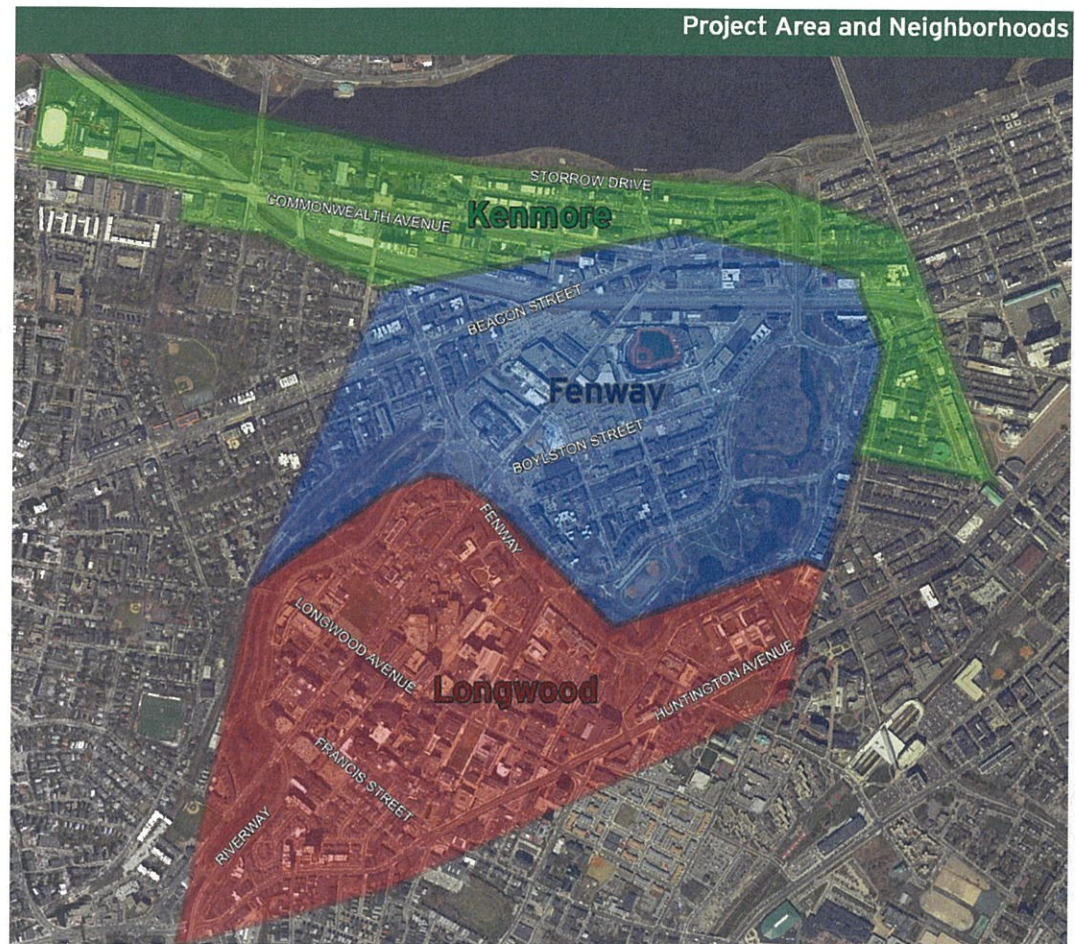 Project Area and Neighborhoods
STORROW DRIVE
COMMONWEALTH AVENUE
Kenmore
BEACON STREET
Fenway
BOYLSTON STREET
FENWAY
LONGWOOD AVENUE
Longwood
HUNTINGTON AVENUE
FRANCIS STREET
RIVERWAY